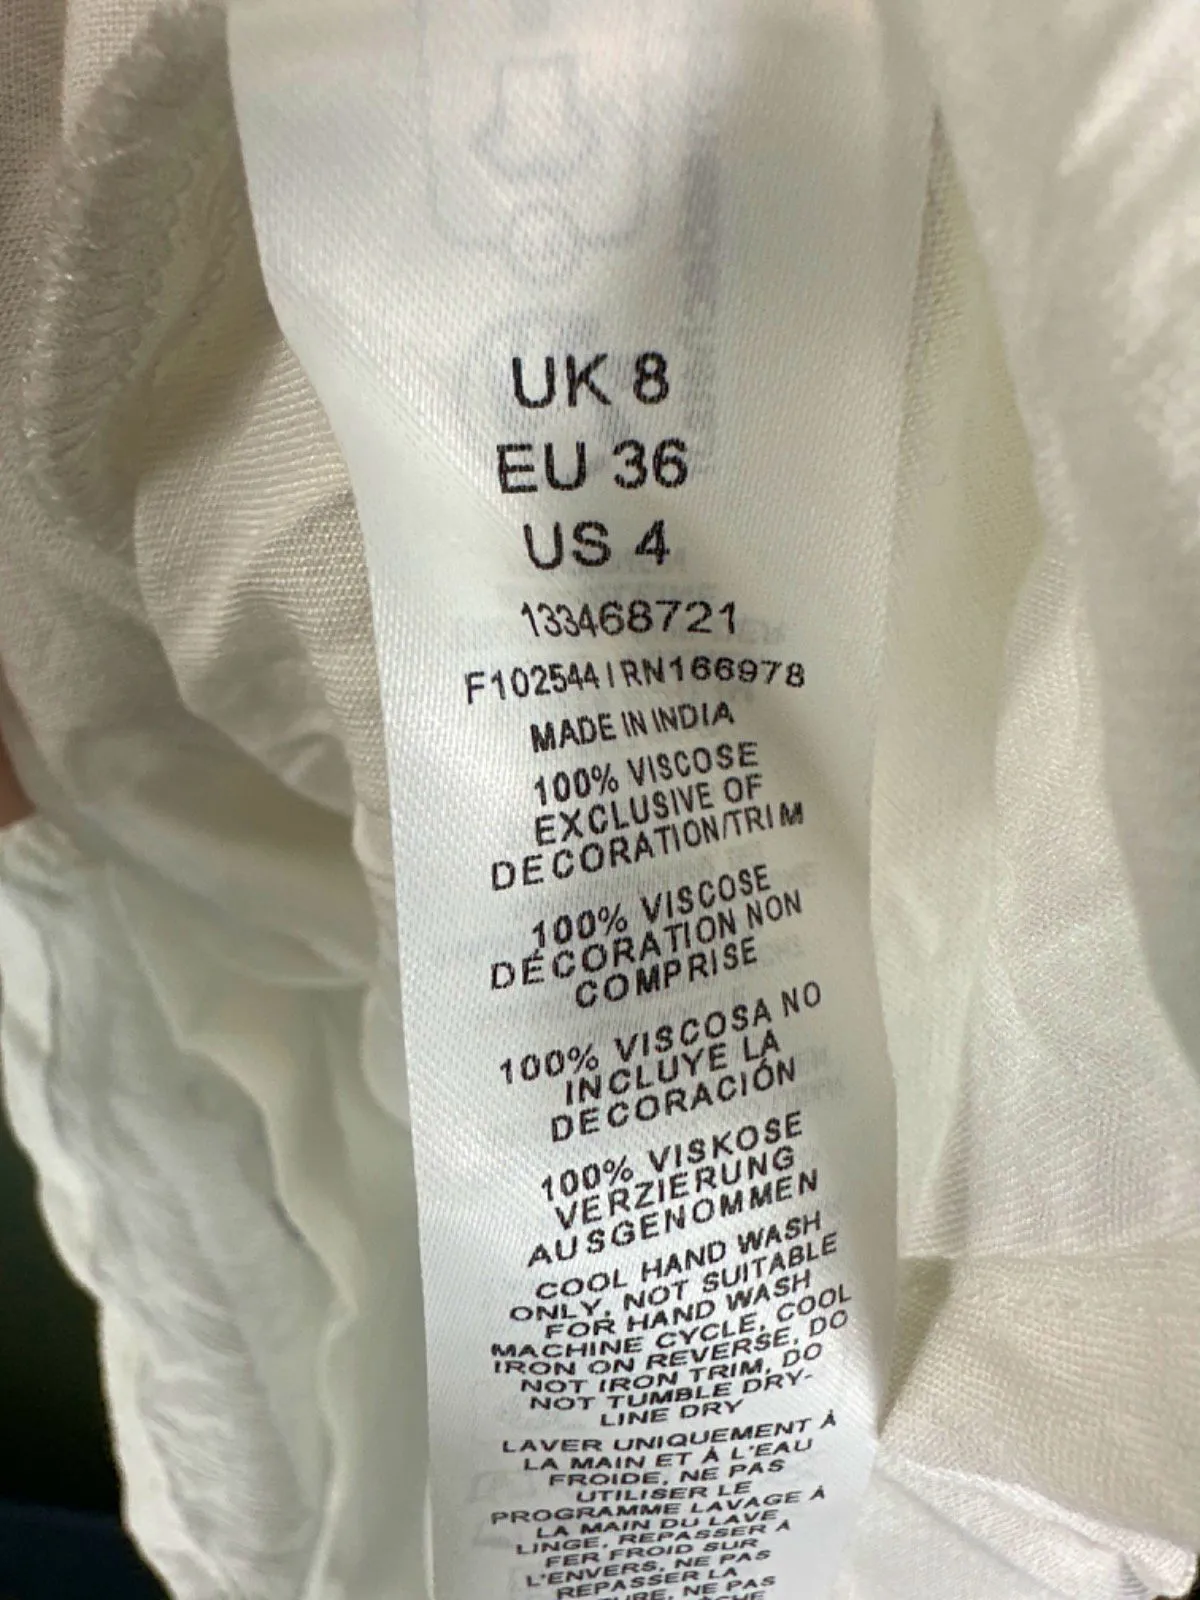 UK 8
EU 36
US 4
133468721
F102544 | RN166978
MADE IN INDIA
100% VISCOSE
EXCLUSIVE OF
DECORATION/TRIM
100% VISCOSE
DÉCORATION NON
COMPRISE
100% VISCOSA NO
INCLUYE LA
DECORACIÓN
100% VISKOSE
VERZIERUNG
AUSGENOMMEN
COOL HAND WASH
ONLY, NOT SUITABLE
FOR HAND WASH
MACHINE CYCLE, COOL
IRON ON REVERSE, DO
NOT IRON TRIM, DO
NOT TUMBLE DRY-
LINE DRY
LAVER UNIQUEMENT À
LA MAIN ET À L'EAU
FROIDE, NE PAS
UTILISER LE
PROGRAMME LAVAGE À
LA MAIN DU LAVE
LINGE, REPASSER À
FER FROID SUR
L'ENVERS, NE PAS
REPASSER LA
NE PAS